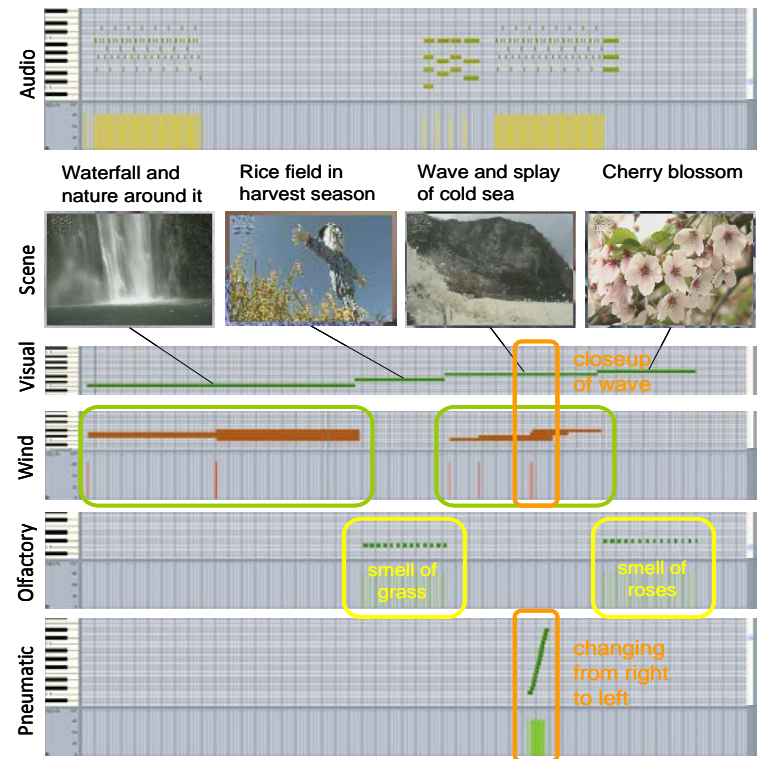 Audio
Waterfall and
nature around it
Rice field in
harvest season
Wave and splay
of cold sea
Cherry blossom
Scene
Visual
closeup
of wave
Wind
Olfactory
smell of
grass
smell of
roses
Pneumatic
changing
from right
to left